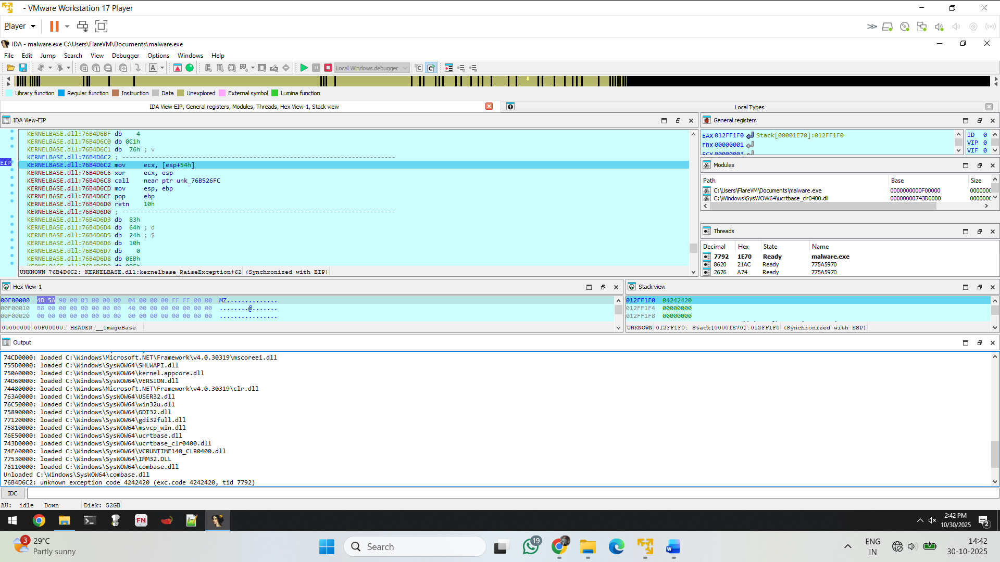 - VMware Workstation 17 Player
Player
IDA - malware.exe C:\Users\FlareVM\Documents\malware.exe
File Edit Jump Search View Debugger Options Windows Help
Local Windows debugger
Library function Regular function Instruction Data Unexplored External symbol Lumina function
IDA View-EIP, General registers, Modules, Threads, Hex View-1, Stack view
Local Types
IDA View-EIP
KERNELBASE.dll:76B4D6BF db 4
KERNELBASE.dll:76B4D6C0 db 0C1h
KERNELBASE.dll:76B4D6C1 db 76h ; v
KERNELBASE.dll:76B4D6C2 ; ---------------------------------------------------------------------------
EIP
KERNELBASE.dll:76B4D6C2 mov ecx, [esp+54h]
KERNELBASE.dll:76B4D6C6 xor ecx, esp
KERNELBASE.dll:76B4D6C8 call near ptr unk_76B526FC
KERNELBASE.dll:76B4D6CD mov esp, ebp
KERNELBASE.dll:76B4D6CF pop ebp
KERNELBASE.dll:76B4D6D0 retn 10h
KERNELBASE.dll:76B4D6D0 ; ---------------------------------------------------------------------------
KERNELBASE.dll:76B4D6D3 db 83h
KERNELBASE.dll:76B4D6D4 db 64h ; d
KERNELBASE.dll:76B4D6D5 db 24h ; $
KERNELBASE.dll:76B4D6D6 db 10h
KERNELBASE.dll:76B4D6D7 db 0
KERNELBASE.dll:76B4D6D8 db 0EBh
UNKNOWN 76B4D6C2: KERNELBASE.dll:kernelbase_RaiseException+62 (Synchronized with EIP)
General registers
EAX 012FF1F0 Stack[00001E70]:012FF1F0
EBX 00000001
ECX 00000003
ID 0
VIP 0
VIF 0
Modules
Path Base Size
C:\Users\FlareVM\Documents\malware.exe 0000000000F00000 000000
C:\Windows\SysWOW64\ucrtbase_clr0400.dll 00000000743D0000 000000
Threads
Decimal Hex State Name
7792 1E70 Ready malware.exe
8620 21AC Ready 775A5970
2676 A74 Ready 775A5970
Hex View-1
00F00000 4D 5A 90 00 03 00 00 00 04 00 00 00 FF FF 00 00 MZ..............
00F00010 B8 00 00 00 00 00 00 00 40 00 00 00 00 00 00 00 ........@.......
00F00020 00 00 00 00 00 00 00 00 00 00 00 00 00 00 00 00 ................
00000000 00F00000: HEADER:__ImageBase
Stack view
012FF1F0 04242420
012FF1F4 00000000
012FF1F8 00000000
UNKNOWN 012FF1F0: Stack[00001E70]:012FF1F0 (Synchronized with ESP)
Output
74CD0000: loaded C:\Windows\Microsoft.NET\Framework\v4.0.30319\mscoreei.dll
755D0000: loaded C:\Windows\SysWOW64\SHLWAPI.dll
750A0000: loaded C:\Windows\SysWOW64\kernel.appcore.dll
74D60000: loaded C:\Windows\SysWOW64\VERSION.dll
74480000: loaded C:\Windows\Microsoft.NET\Framework\v4.0.30319\clr.dll
763A0000: loaded C:\Windows\SysWOW64\USER32.dll
76C50000: loaded C:\Windows\SysWOW64\win32u.dll
75890000: loaded C:\Windows\SysWOW64\GDI32.dll
77120000: loaded C:\Windows\SysWOW64\gdi32full.dll
75810000: loaded C:\Windows\SysWOW64\msvcp_win.dll
76E50000: loaded C:\Windows\SysWOW64\ucrtbase.dll
743D0000: loaded C:\Windows\SysWOW64\ucrtbase_clr0400.dll
74FA0000: loaded C:\Windows\SysWOW64\VCRUNTIME140_CLR0400.dll
77530000: loaded C:\Windows\SysWOW64\IMM32.DLL
76110000: loaded C:\Windows\SysWOW64\combase.dll
Unloaded C:\Windows\SysWOW64\combase.dll
76B4D6C2: unknown exception code 4242420 (exc.code 4242420, tid 7792)
IDC
AU: idle Down Disk: 52GB
FN
2:42 PM
10/30/2025
2
3
29°C
Partly sunny
Search
19
ENG
IN
14:42
30-10-2025